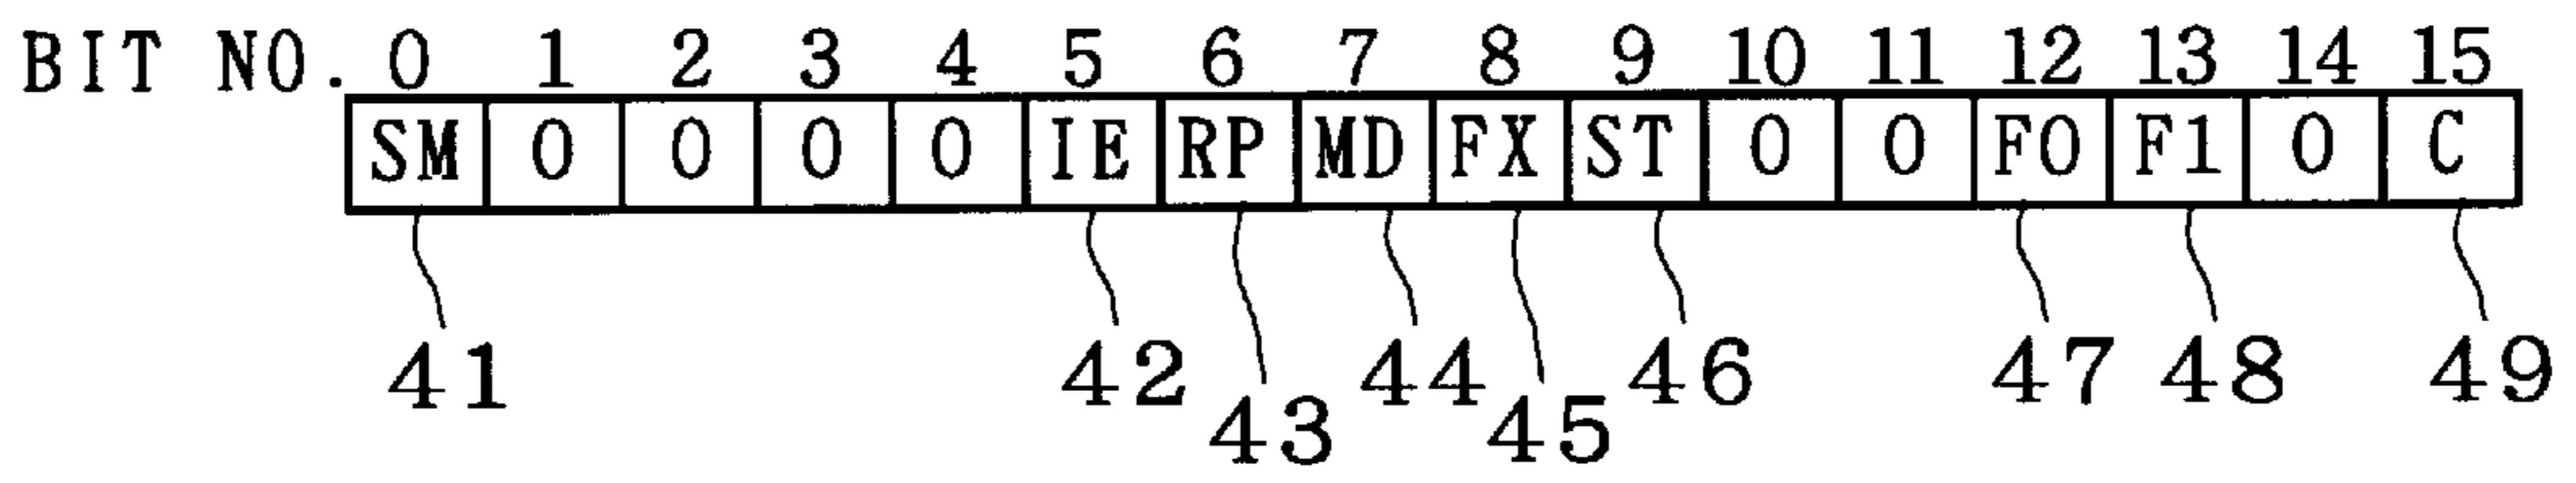 BIT NO. 0 1 2 3 4 5 6 7 8 9 10 11 12 13 14 15
SM 0 0 0 0 IE RP MD FX ST 0 0 F0 F1 0 C
41 42 44 46 47 48 49
43 45